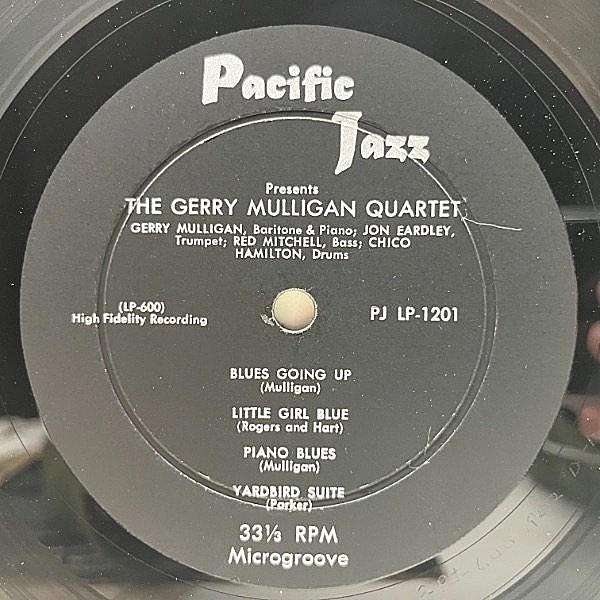 Pacific
Jazz
Presents
THE GERRY MULLIGAN QUARTET
GERRY MULLIGAN, Baritone & Piano; JON EARDLEY,
Trumpet; RED MITCHELL, Bass; CHICO
HAMILTON, Drums
(LP-600)
High Fidelity Recording
PJ LP-1201
BLUES GOING UP
(Mulligan)
LITTLE GIRL BLUE
(Rogers and Hart)
PIANO BLUES
(Mulligan)
YARDBIRD SUITE
(Parker)
33⅓ RPM
Microgroove